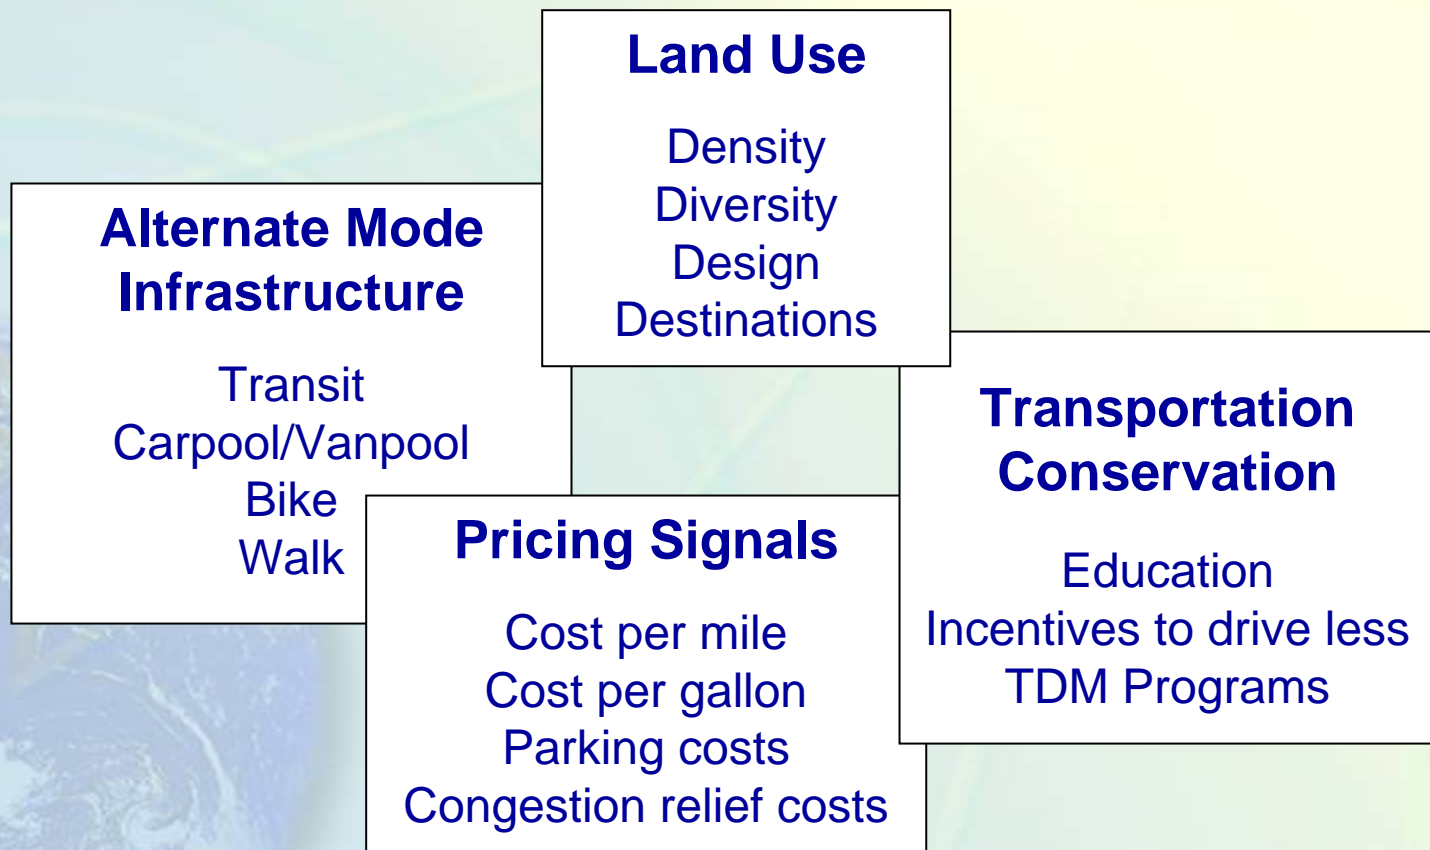 Land Use
Density
Diversity
Design
Destinations
Alternate Mode
Infrastructure
Transit
Carpool/Vanpool
Bike
Walk
Pricing Signals
Cost per mile
Cost per gallon
Parking costs
Congestion relief costs
Transportation
Conservation
Education
Incentives to drive less
TDM Programs